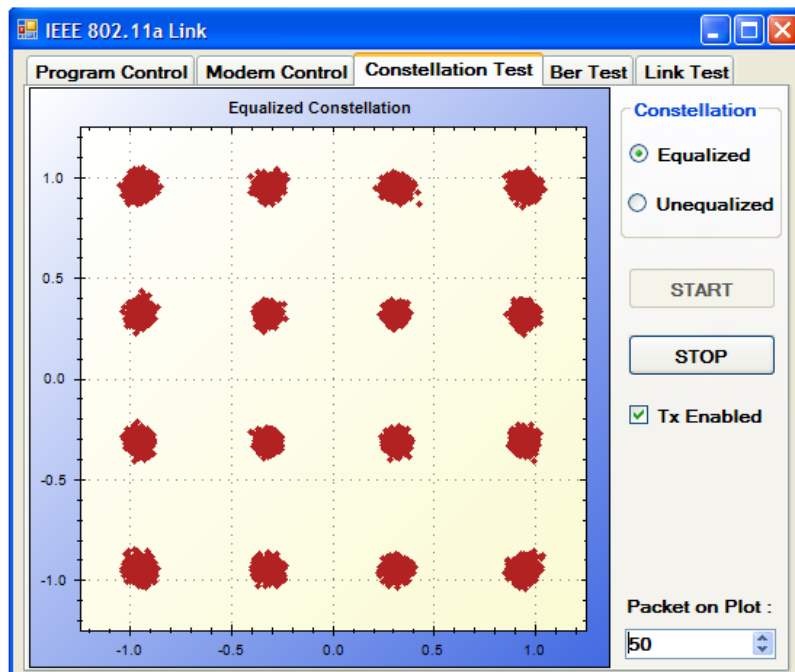 IEEE 802.11a Link
Program Control Modem Control Constellation Test Ber Test Link Test
Equalized Constellation
1.0
0.5
0.0
-0.5
-1.0
-1.0 -0.5 0.0 0.5 1.0
Constellation
Equalized
Unequalized
START
STOP
Tx Enabled
Packet on Plot :
50